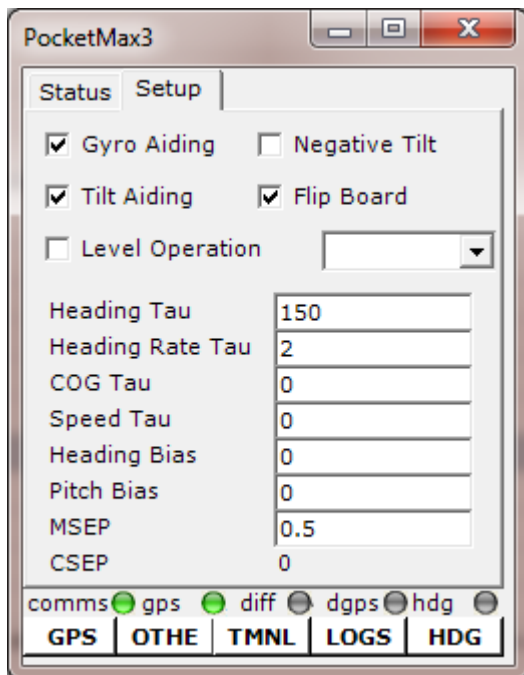 PocketMax3
Status Setup
Gyro Aiding Negative Tilt
Tilt Aiding Flip Board
Level Operation
Heading Tau 150
Heading Rate Tau 2
COG Tau 0
Speed Tau 0
Heading Bias 0
Pitch Bias 0
MSEP 0.5
CSEP 0
comms gps diff dgps hdg
GPS OTHE TMNL LOGS HDG